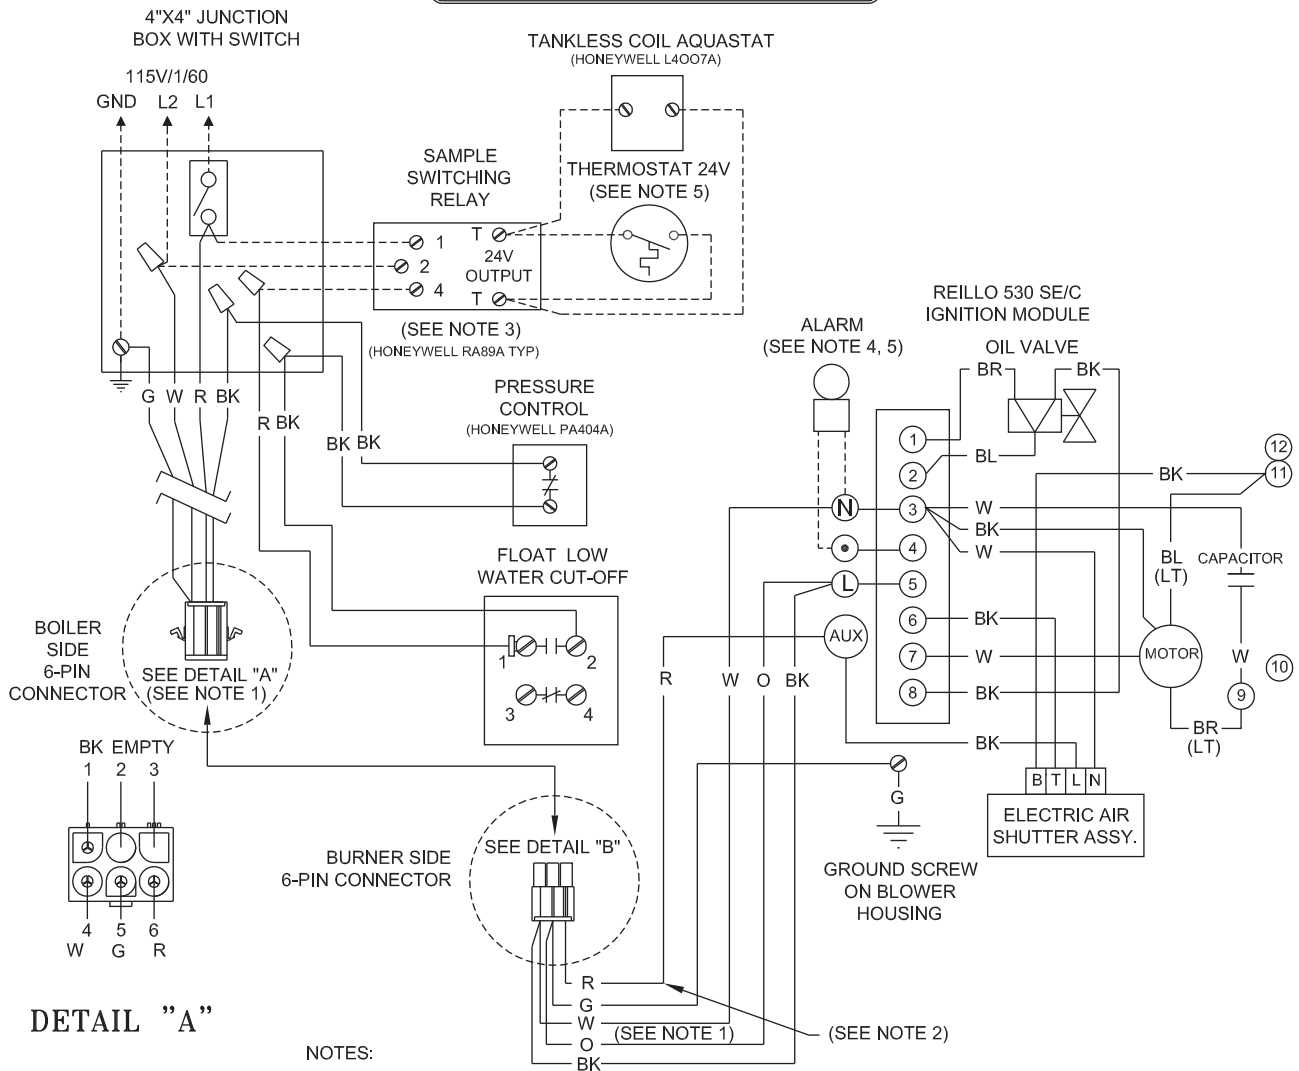 4"X4" JUNCTION
BOX WITH SWITCH
115V/1/60
GND L2 L1
TANKLESS COIL AQUASTAT
(HONEYWELL L4OO7A)
SAMPLE
SWITCHING
RELAY
THERMOSTAT 24V
(SEE NOTE 5)
1
2
4
T
24V
OUTPUT
T
(SEE NOTE 3)
(HONEYWELL RA89A TYP)
G W R BK
R BK
BK BK
PRESSURE
CONTROL
(HONEYWELL PA404A)
FLOAT LOW
WATER CUT-OFF
1 2
3 4
BOILER
SIDE
6-PIN
CONNECTOR
SEE DETAIL "A"
(SEE NOTE 1)
BK EMPTY
1 2 3
4 5 6
W G R
DETAIL "A"
REILLO 530 SE/C
IGNITION MODULE
ALARM
(SEE NOTE 4, 5)
OIL VALVE
BR BK
BL
1
2
3
4
5
6
7
8
N
L
AUX
W
BK
W
BK
W
BK
BK
BK
12
11
BL
(LT)
CAPACITOR
MOTOR
W
10
9
BR
(LT)
R W O BK
B T L N
ELECTRIC AIR
SHUTTER ASSY.
G
GROUND SCREW
ON BLOWER
HOUSING
BURNER SIDE
6-PIN CONNECTOR
SEE DETAIL "B"
R
G
W
O
BK
(SEE NOTE 1)
(SEE NOTE 2)
NOTES: